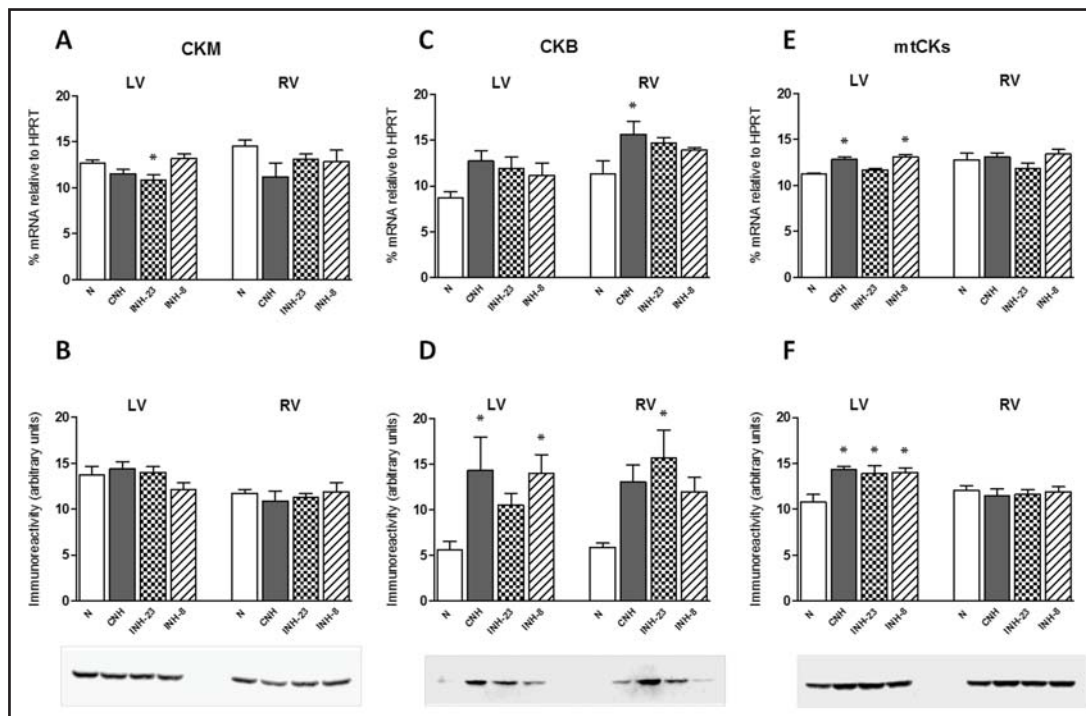 A
CKM
LV
RV
% mRNA relative to HPRT
20
15
10
5
0
*
N
CNH
INH-23
INH-8
N
CNH
INH-23
INH-8
C
CKB
LV
RV
% mRNA relative to HPRT
20
15
10
5
0
*
N
CNH
INH-23
INH-8
N
CNH
INH-23
INH-8
E
mtCKs
LV
RV
% mRNA relative to HPRT
20
15
10
5
0
*
*
N
CNH
INH-23
INH-8
N
CNH
INH-23
INH-8
B
LV
RV
Immunoreactivity (arbitrary units)
20
15
10
5
0
N
CNH
INH-23
INH-8
N
CNH
INH-23
INH-8
D
LV
RV
Immunoreactivity (arbitrary units)
20
15
10
5
0
*
*
*
N
CNH
INH-23
INH-8
N
CNH
INH-23
INH-8
F
LV
RV
Immunoreactivity (arbitrary units)
20
15
10
5
0
*
*
*
N
CNH
INH-23
INH-8
N
CNH
INH-23
INH-8